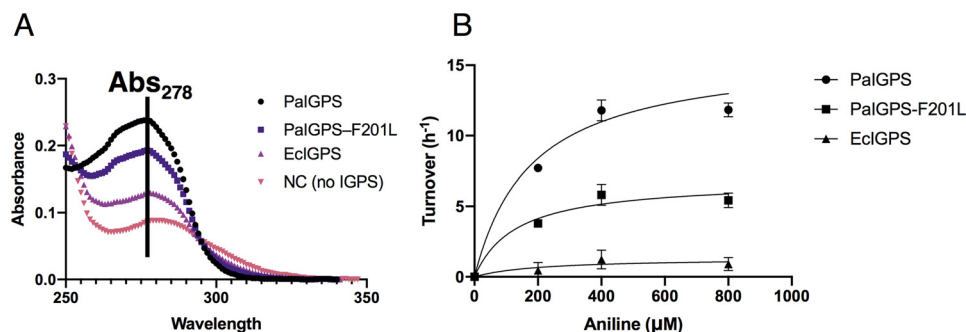 A
B
Abs278
0.3
0.2
0.1
0.0
250
300
350
Absorbance
Wavelength
PaIGPS
PaIGPS–F201L
EcIGPS
NC (no IGPS)
15
10
5
0
0
200
400
600
800
1000
Turnover (h-1)
Aniline (µM)
PaIGPS
PaIGPS-F201L
EcIGPS